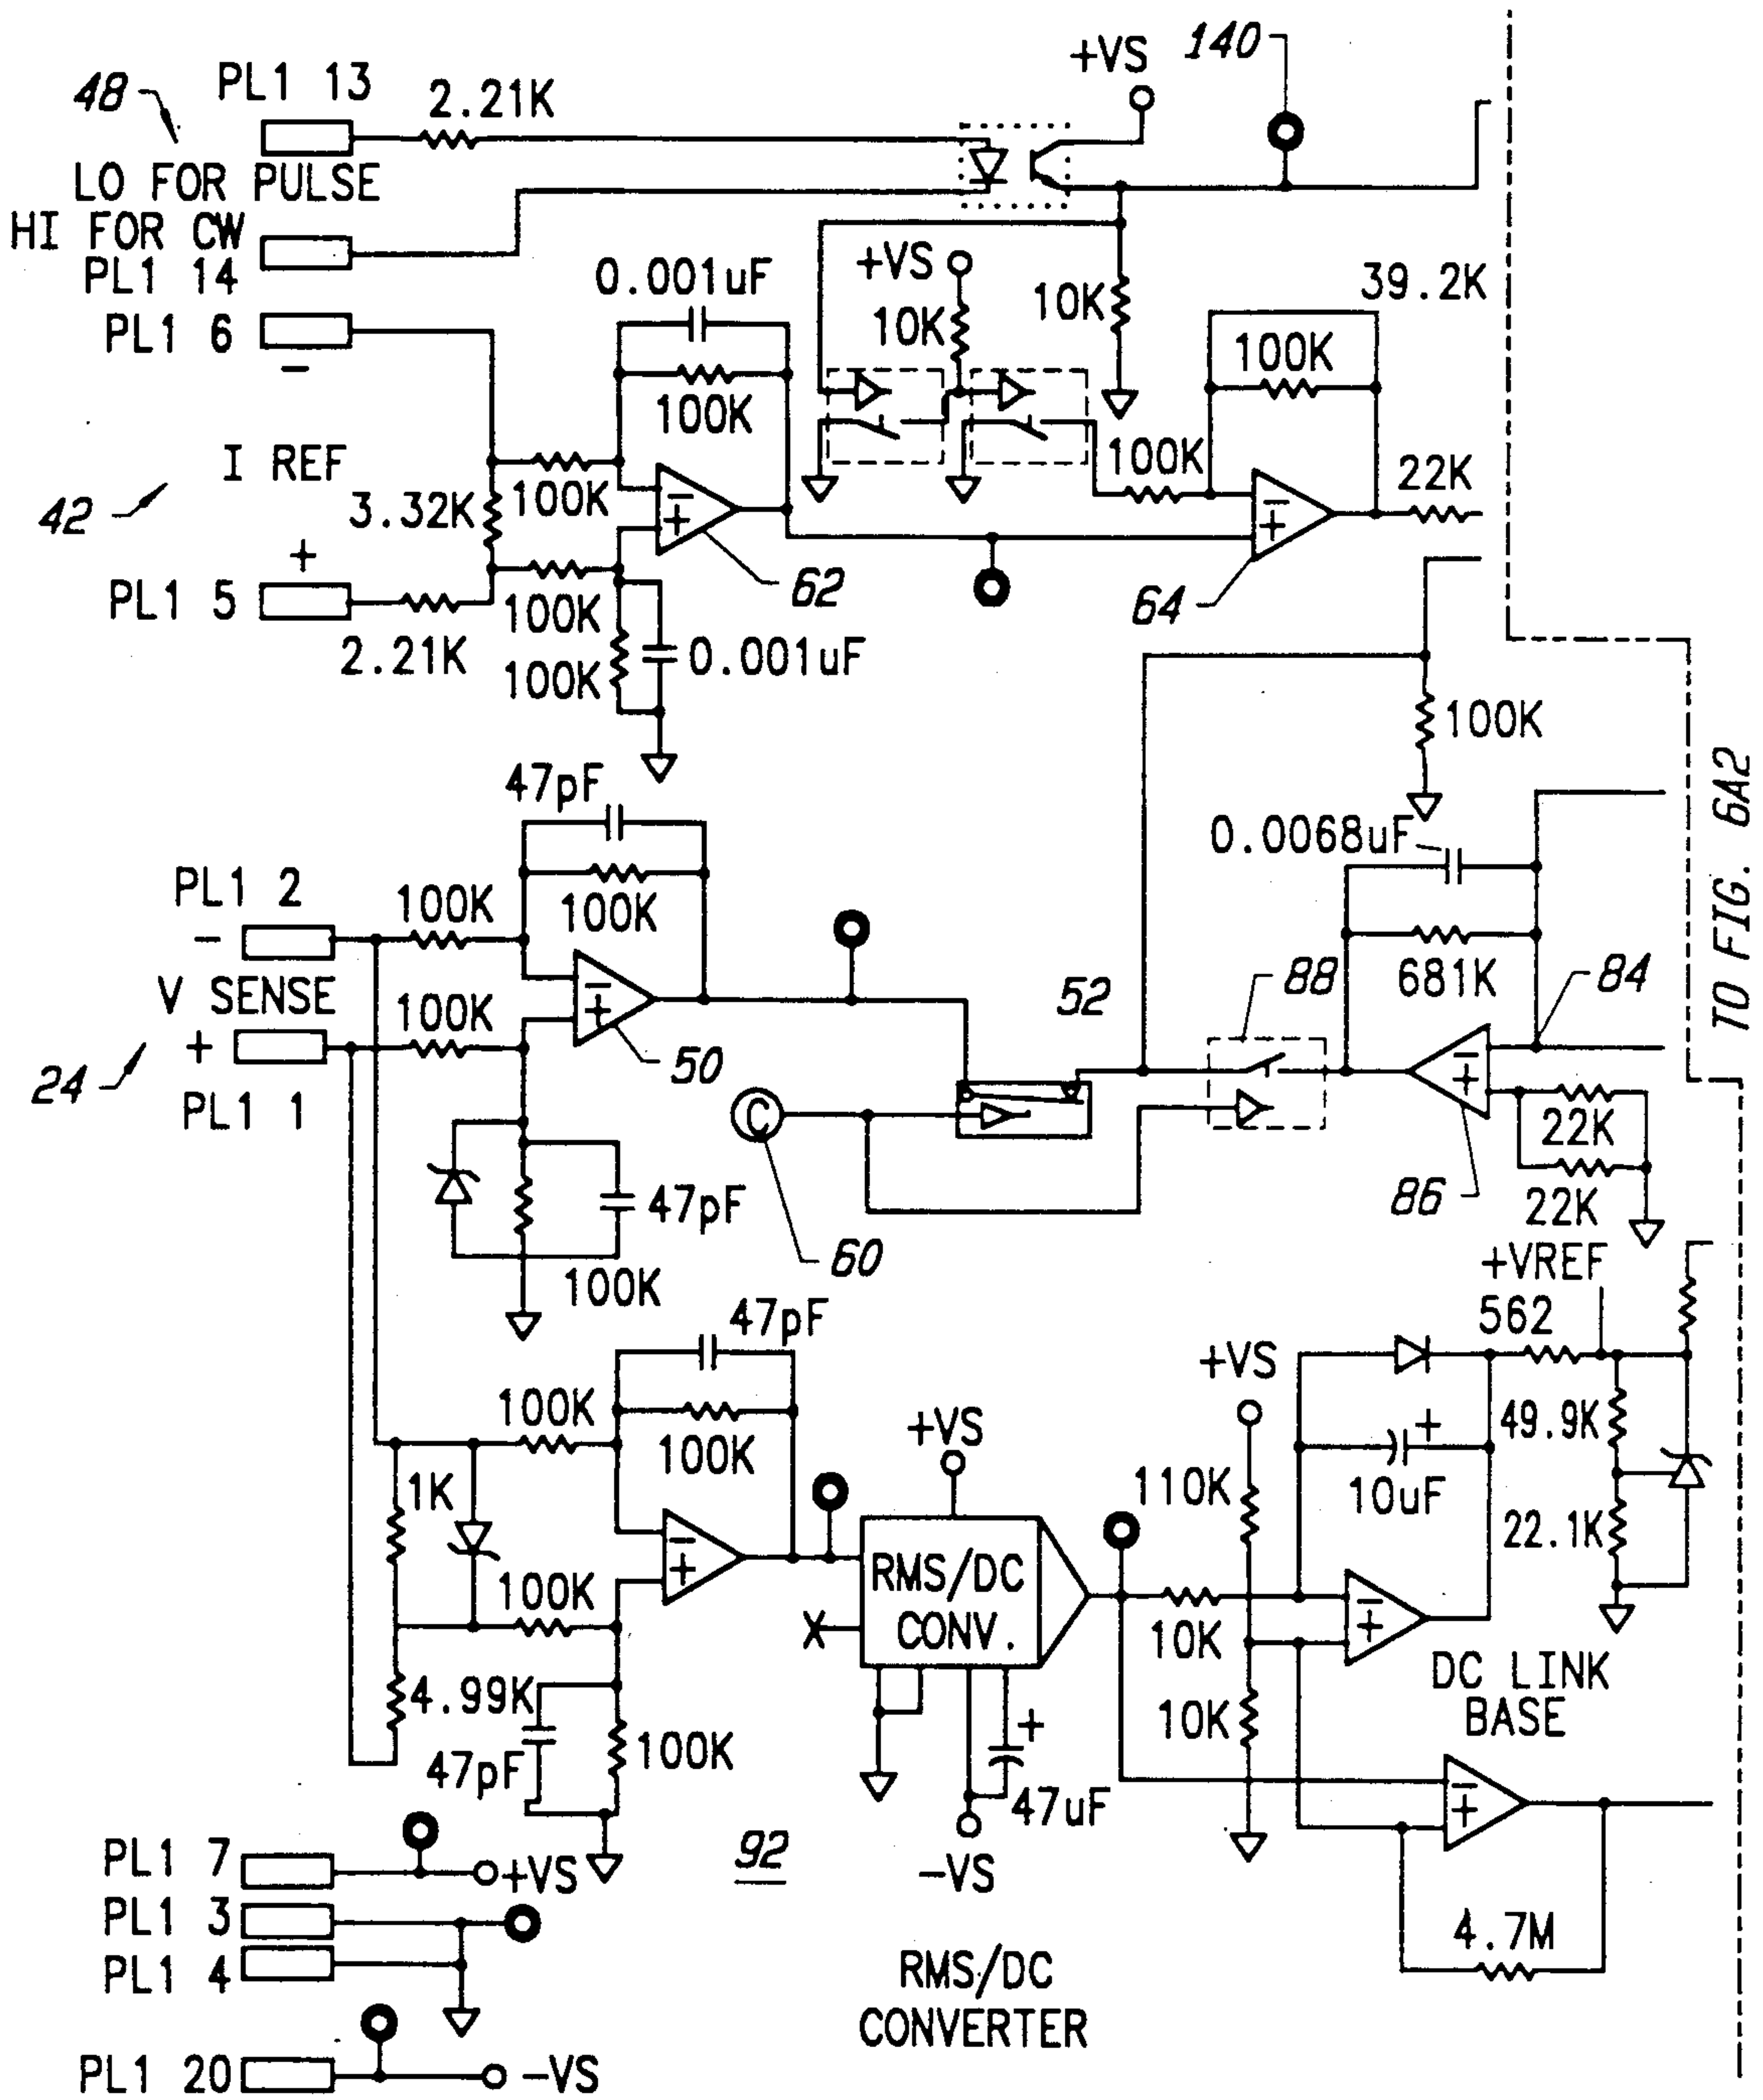 48
PL1 13
2.21K
+VS
140
LO FOR PULSE
HI FOR CW
PL1 14
PL1 6
−
0.001uF
100K
+VS
10K
10K
39.2K
100K
I REF
42
3.32K
100K
−
+
62
100K
−
+
64
22K
+
PL1 5
2.21K
100K
100K
0.001uF
100K
47pF
100K
0.0068uF
681K
TO FIG. 6A2
PL1 2
−
100K
V SENSE
+
PL1 1
24
100K
−
+
50
52
88
84
−
+
86
22K
22K
C
60
47pF
100K
47pF
100K
+VREF
562
+VS
49.9K
+
10uF
22.1K
110K
100K
1K
100K
−
+
+VS
RMS/DC
CONV.
X
10K
−
+
DC LINK
BASE
10K
4.99K
47pF
100K
+
47uF
−VS
−
+
4.7M
92
PL1 7
+VS
PL1 3
PL1 4
RMS/DC
CONVERTER
PL1 20
−VS